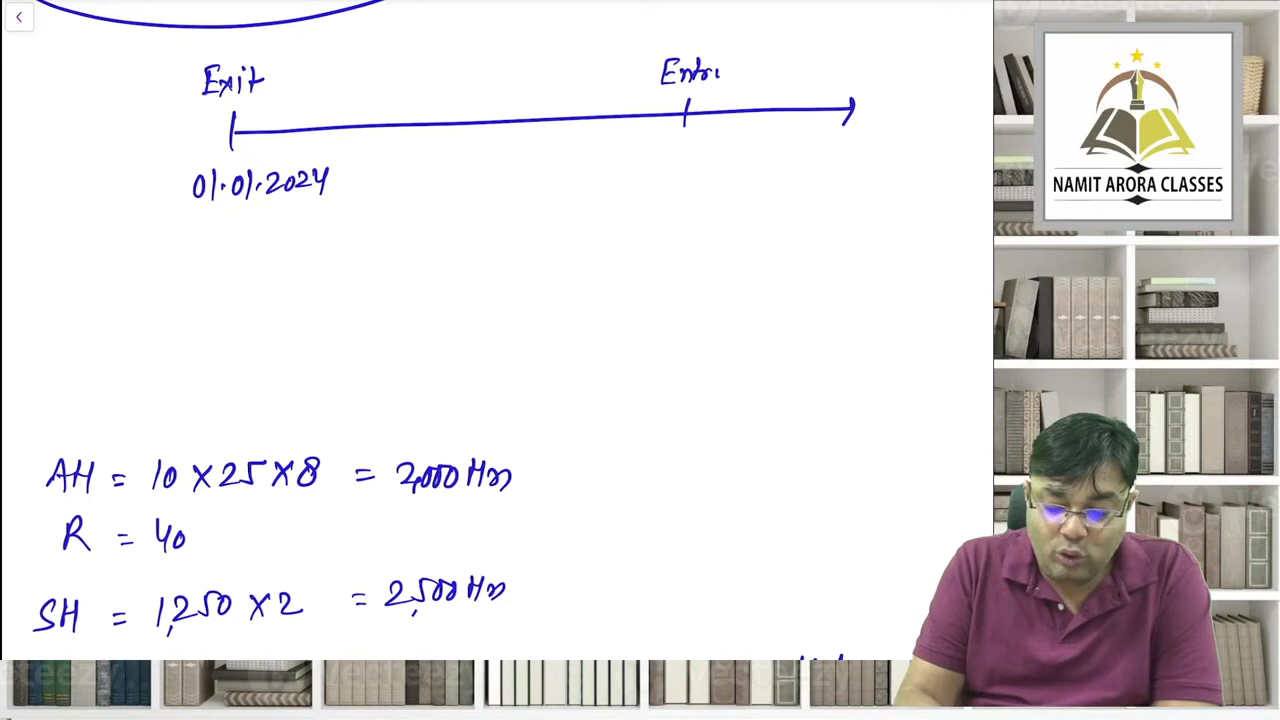 Exit
Entri
01.01.2024
AH = 10 × 25 × 8 = 2,000 Hrs
R = 40
SH = 1,250 × 2 = 2,500 Hrs
NAMIT ARORA CLASSES